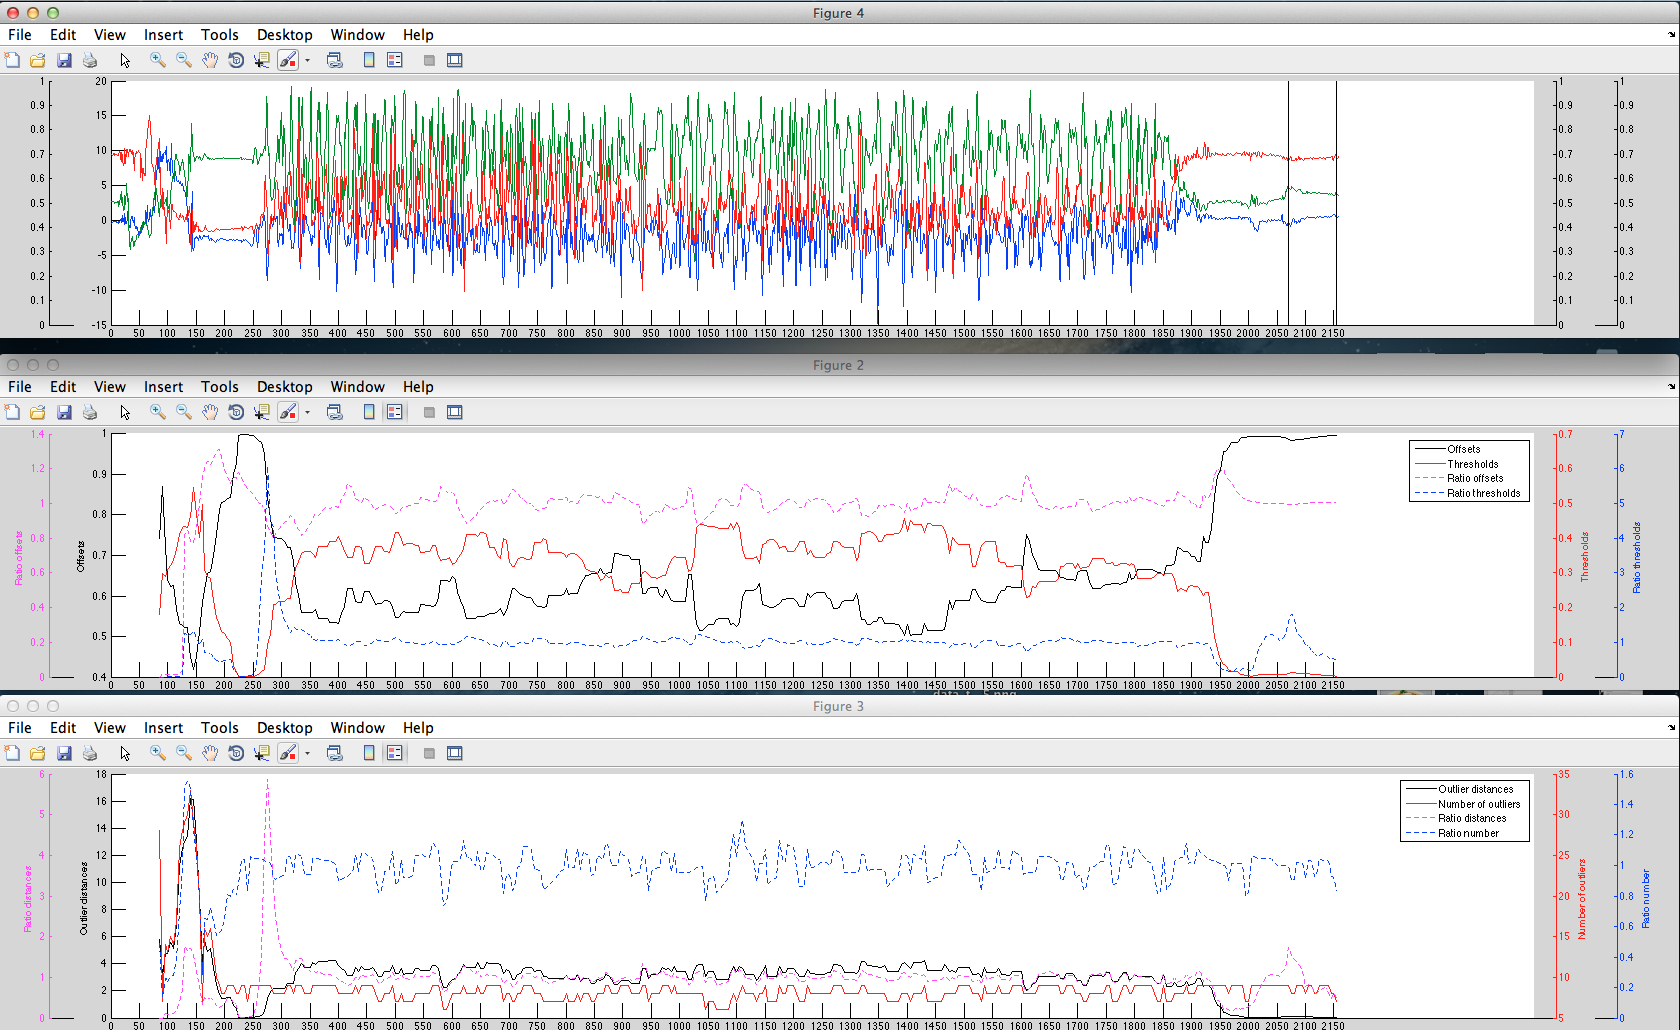 Figure 4
File Edit View Insert Tools Desktop Window Help
1 0.9 0.8 0.7 0.6 0.5 0.4 0.3 0.2 0.1 0
20 15 10 5 0 -5 -10 -15
1 0.9 0.8 0.7 0.6 0.5 0.4 0.3 0.2 0.1 0
1 0.9 0.8 0.7 0.6 0.5 0.4 0.3 0.2 0.1 0
0 50 100 150 200 250 300 350 400 450 500 550 600 650 700 750 800 850 900 950 1000 1050 1100 1150 1200 1250 1300 1350 1400 1450 1500 1550 1600 1650 1700 1750 1800 1850 1900 1950 2000 2050 2100 2150
Figure 2
File Edit View Insert Tools Desktop Window Help
1.4 1.2 1 0.8 0.6 0.4 0.2 0
Ratio offsets
1 0.9 0.8 0.7 0.6 0.5 0.4
Offsets
Offsets
Thresholds
Ratio offsets
Ratio thresholds
0.7 0.6 0.5 0.4 0.3 0.2 0.1 0
Thresholds
7 6 5 4 3 2 1 0
Ratio thresholds
0 50 100 150 200 250 300 350 400 450 500 550 600 650 700 750 800 850 900 950 1000 1050 1100 1150 1200 1250 1300 1350 1400 1450 1500 1550 1600 1650 1700 1750 1800 1850 1900 1950 2000 2050 2100 2150
Figure 3
File Edit View Insert Tools Desktop Window Help
6 5 4 3 2 1 0
Ratio distances
18 16 14 12 10 8 6 4 2 0
Outlier distances
Outlier distances
Number of outliers
Ratio distances
Ratio number
35 30 25 20 15 10 5
Number of outliers
1.6 1.4 1.2 1 0.8 0.6 0.4 0.2 0
Ratio number
0 50 100 150 200 250 300 350 400 450 500 550 600 650 700 750 800 850 900 950 1000 1050 1100 1150 1200 1250 1300 1350 1400 1450 1500 1550 1600 1650 1700 1750 1800 1850 1900 1950 2000 2050 2100 2150